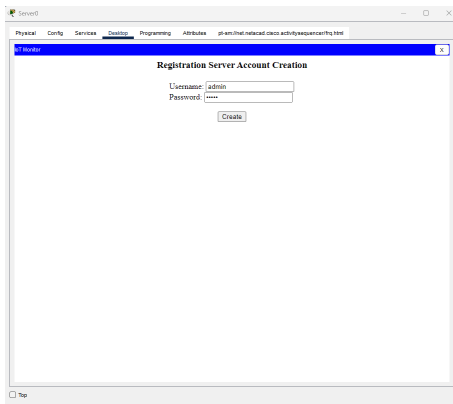 Server0
Physical Config Services Desktop Programming Attributes pt-sm://net.netacad.cisco.activitysequencer/frq.html
IoT Monitor X
Registration Server Account Creation
Username: admin
Password: •••••
Create
Top